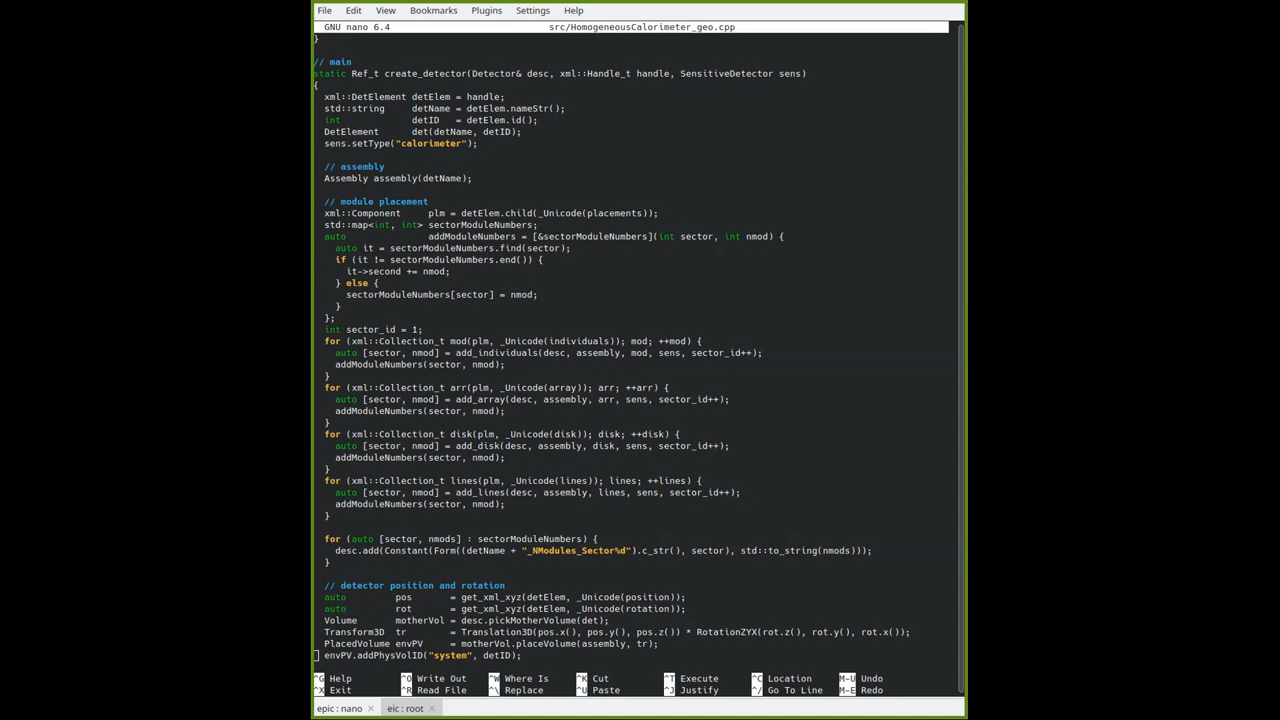 File Edit View Bookmarks Plugins Settings Help
GNU nano 6.4 src/HomogeneousCalorimeter_geo.cpp
}
// main
static Ref_t create_detector(Detector& desc, xml::Handle_t handle, SensitiveDetector sens)
{
  xml::DetElement detElem = handle;
  std::string     detName = detElem.nameStr();
  int             detID   = detElem.id();
  DetElement      det(detName, detID);
  sens.setType("calorimeter");
  // assembly
  Assembly assembly(detName);
  // module placement
  xml::Component     plm = detElem.child(_Unicode(placements));
  std::map<int, int> sectorModuleNumbers;
  auto               addModuleNumbers = [&sectorModuleNumbers](int sector, int nmod) {
    auto it = sectorModuleNumbers.find(sector);
    if (it != sectorModuleNumbers.end()) {
      it->second += nmod;
    } else {
      sectorModuleNumbers[sector] = nmod;
    }
  };
  int sector_id = 1;
  for (xml::Collection_t mod(plm, _Unicode(individuals)); mod; ++mod) {
    auto [sector, nmod] = add_individuals(desc, assembly, mod, sens, sector_id++);
    addModuleNumbers(sector, nmod);
  }
  for (xml::Collection_t arr(plm, _Unicode(array)); arr; ++arr) {
    auto [sector, nmod] = add_array(desc, assembly, arr, sens, sector_id++);
    addModuleNumbers(sector, nmod);
  }
  for (xml::Collection_t disk(plm, _Unicode(disk)); disk; ++disk) {
    auto [sector, nmod] = add_disk(desc, assembly, disk, sens, sector_id++);
    addModuleNumbers(sector, nmod);
  }
  for (xml::Collection_t lines(plm, _Unicode(lines)); lines; ++lines) {
    auto [sector, nmod] = add_lines(desc, assembly, lines, sens, sector_id++);
    addModuleNumbers(sector, nmod);
  }
  for (auto [sector, nmods] : sectorModuleNumbers) {
    desc.add(Constant(Form((detName + "_NModules_Sector%d").c_str(), sector), std::to_string(nmods)));
  }
  // detector position and rotation
  auto         pos       = get_xml_xyz(detElem, _Unicode(position));
  auto         rot       = get_xml_xyz(detElem, _Unicode(rotation));
  Volume       motherVol = desc.pickMotherVolume(det);
  Transform3D  tr        = Translation3D(pos.x(), pos.y(), pos.z()) * RotationZYX(rot.z(), rot.y(), rot.x());
  PlacedVolume envPV     = motherVol.placeVolume(assembly, tr);
  envPV.addPhysVolID("system", detID);
^G Help ^O Write Out ^W Where Is ^K Cut ^T Execute ^C Location M-U Undo
^X Exit ^R Read File ^\ Replace ^U Paste ^J Justify ^/ Go To Line M-E Redo
epic : nano eic : root